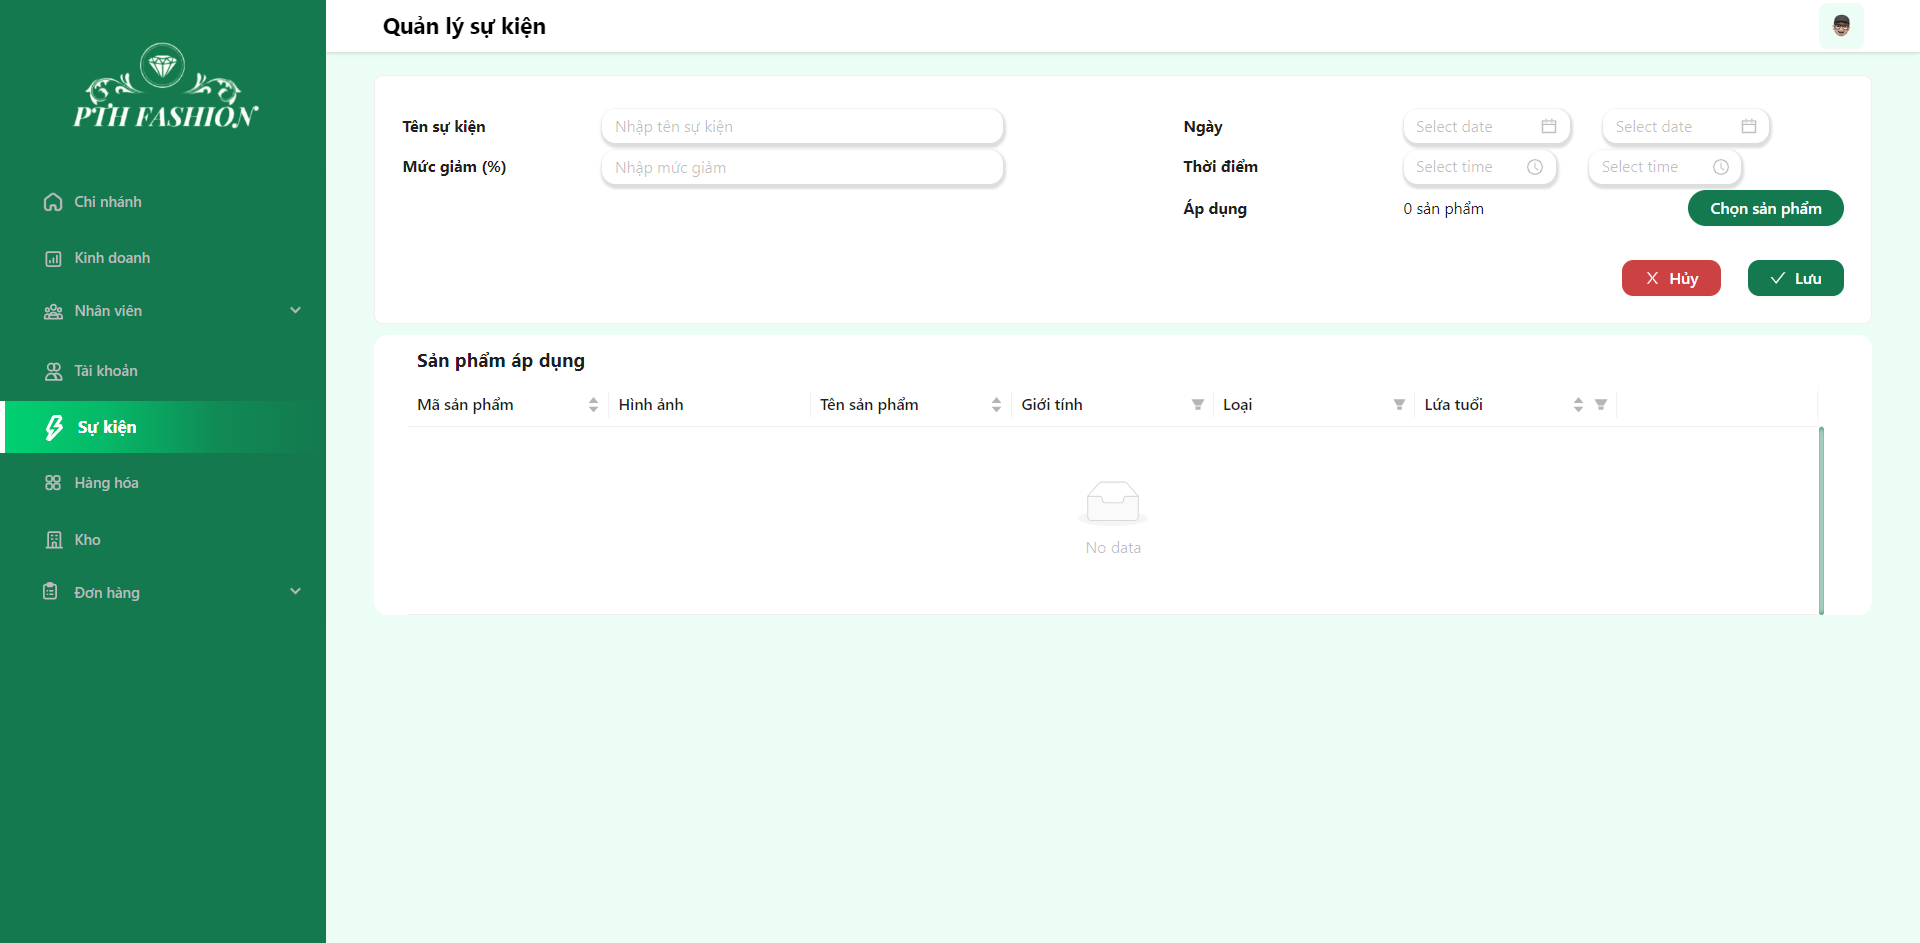 PTH FASHION
Chi nhánh
Kinh doanh
Nhân viên
Tài khoản
Sự kiện
Hàng hóa
Kho
Đơn hàng
Quản lý sự kiện
Tên sự kiện Nhập tên sự kiện Ngày Select date Select date
Mức giảm (%) Nhập mức giảm Thời điểm Select time Select time
Áp dụng 0 sản phẩm Chọn sản phẩm
Hủy Lưu
Sản phẩm áp dụng
Mã sản phẩm Hình ảnh Tên sản phẩm Giới tính Loại Lứa tuổi
No data